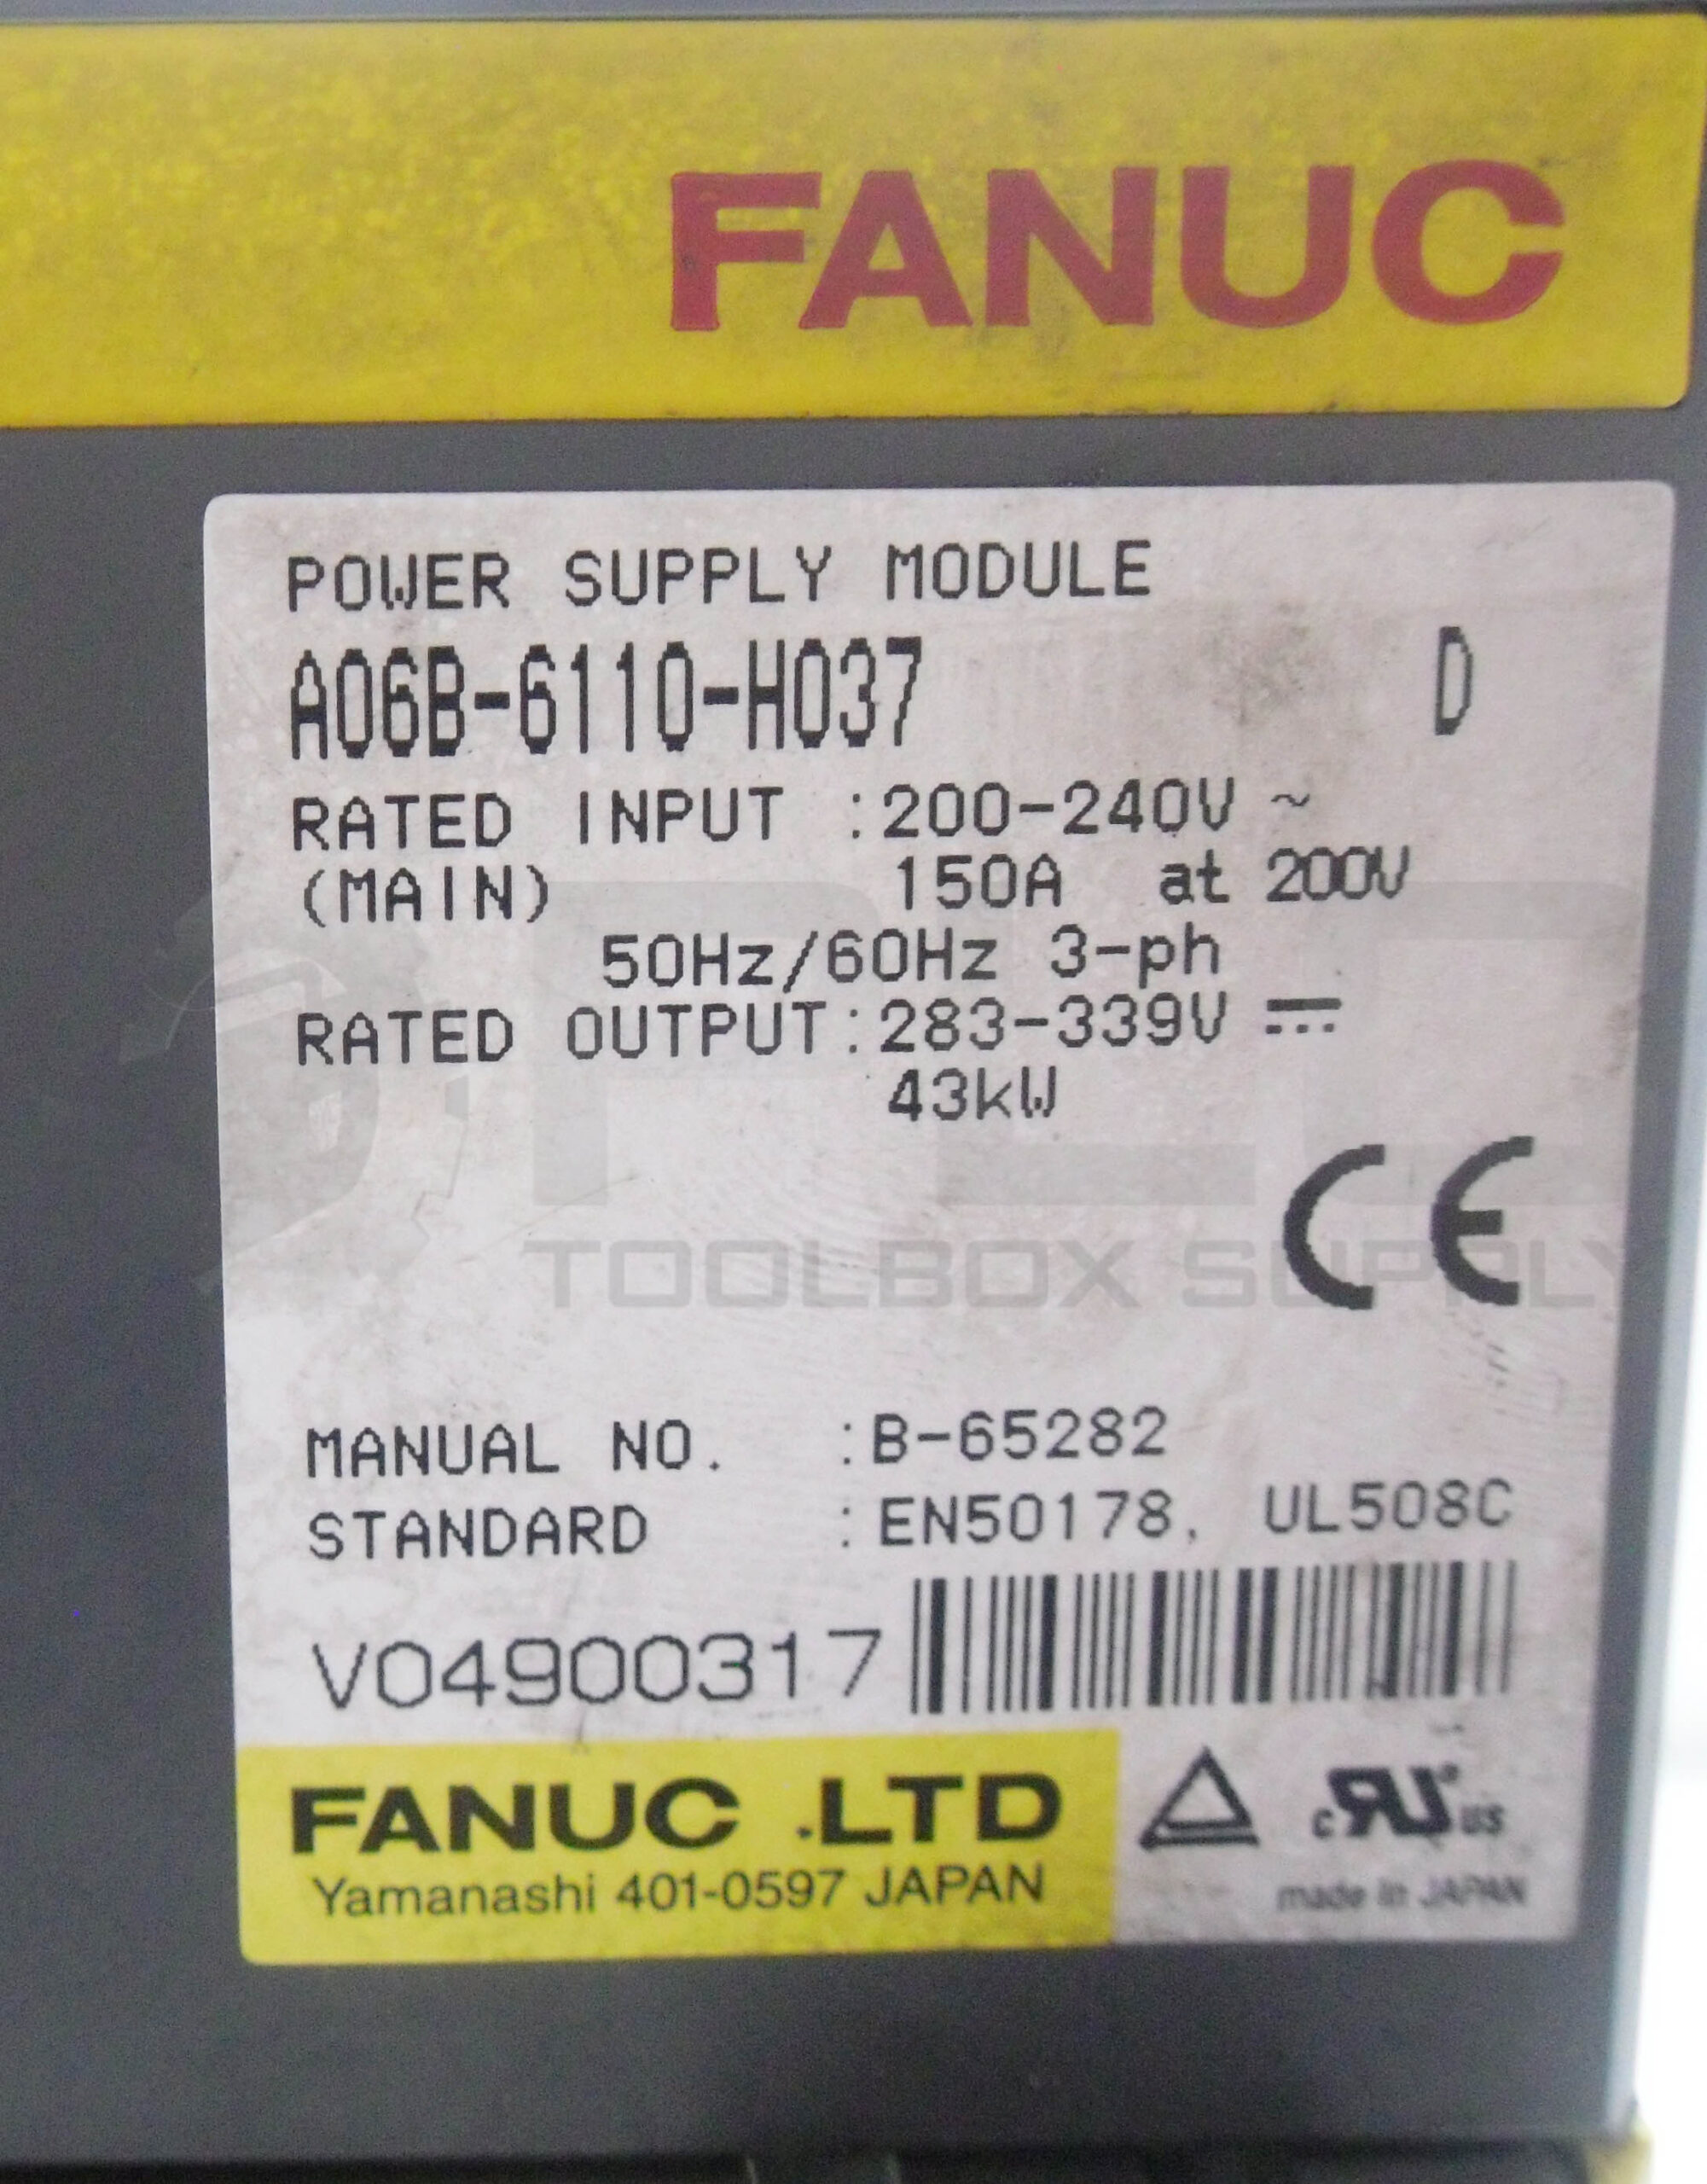 FANUC
POWER SUPPLY MODULE
A06B-6110-H037 D
RATED INPUT :200-240V ~
(MAIN) 150A at 200V
50Hz/60Hz 3-ph
RATED OUTPUT:283-339V ⎓
43kW
CE
TOOLBOX SUPPLY
MANUAL NO. :B-65282
STANDARD :EN50178, UL508C
V04900317
FANUC .LTD
Yamanashi 401-0597 JAPAN
c RU US
made in JAPAN